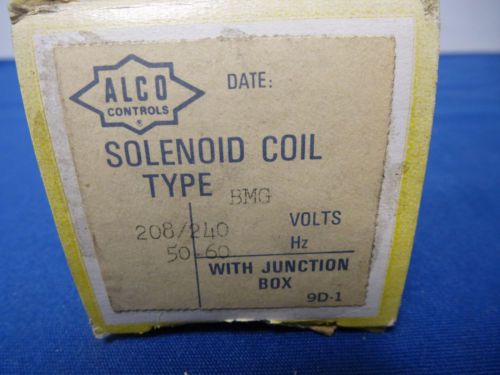 ALCO
CONTROLS
®
DATE:
SOLENOID COIL
TYPE BMG
208/240 VOLTS
50-60 Hz
WITH JUNCTION
BOX
9D-1